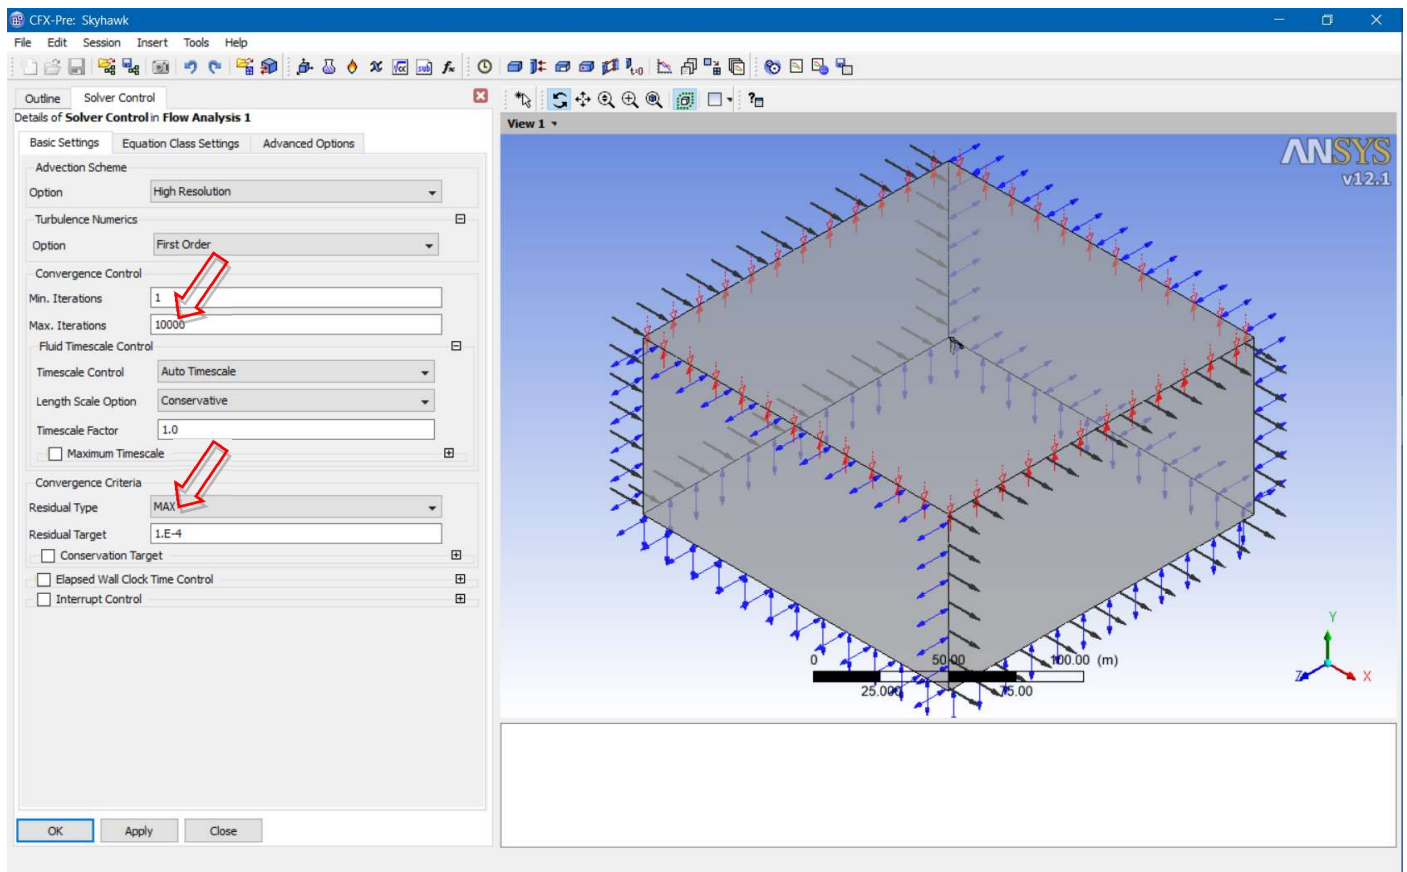 CFX-Pre: Skyhawk
File Edit Session Insert Tools Help
Outline Solver Control
Details of Solver Control in Flow Analysis 1
View 1
Basic Settings Equation Class Settings Advanced Options
ANSYS
v12.1
Advection Scheme
Option High Resolution
Turbulence Numerics
Option First Order
Convergence Control
Min. Iterations 1
Max. Iterations 10000
Fluid Timescale Control
Timescale Control Auto Timescale
Length Scale Option Conservative
Timescale Factor 1.0
Maximum Timescale
Convergence Criteria
Residual Type MAX
Residual Target 1.E-4
Conservation Target
Elapsed Wall Clock Time Control
Interrupt Control
0 50.00 100.00 (m)
25.000 75.00
Y
Z X
OK Apply Close